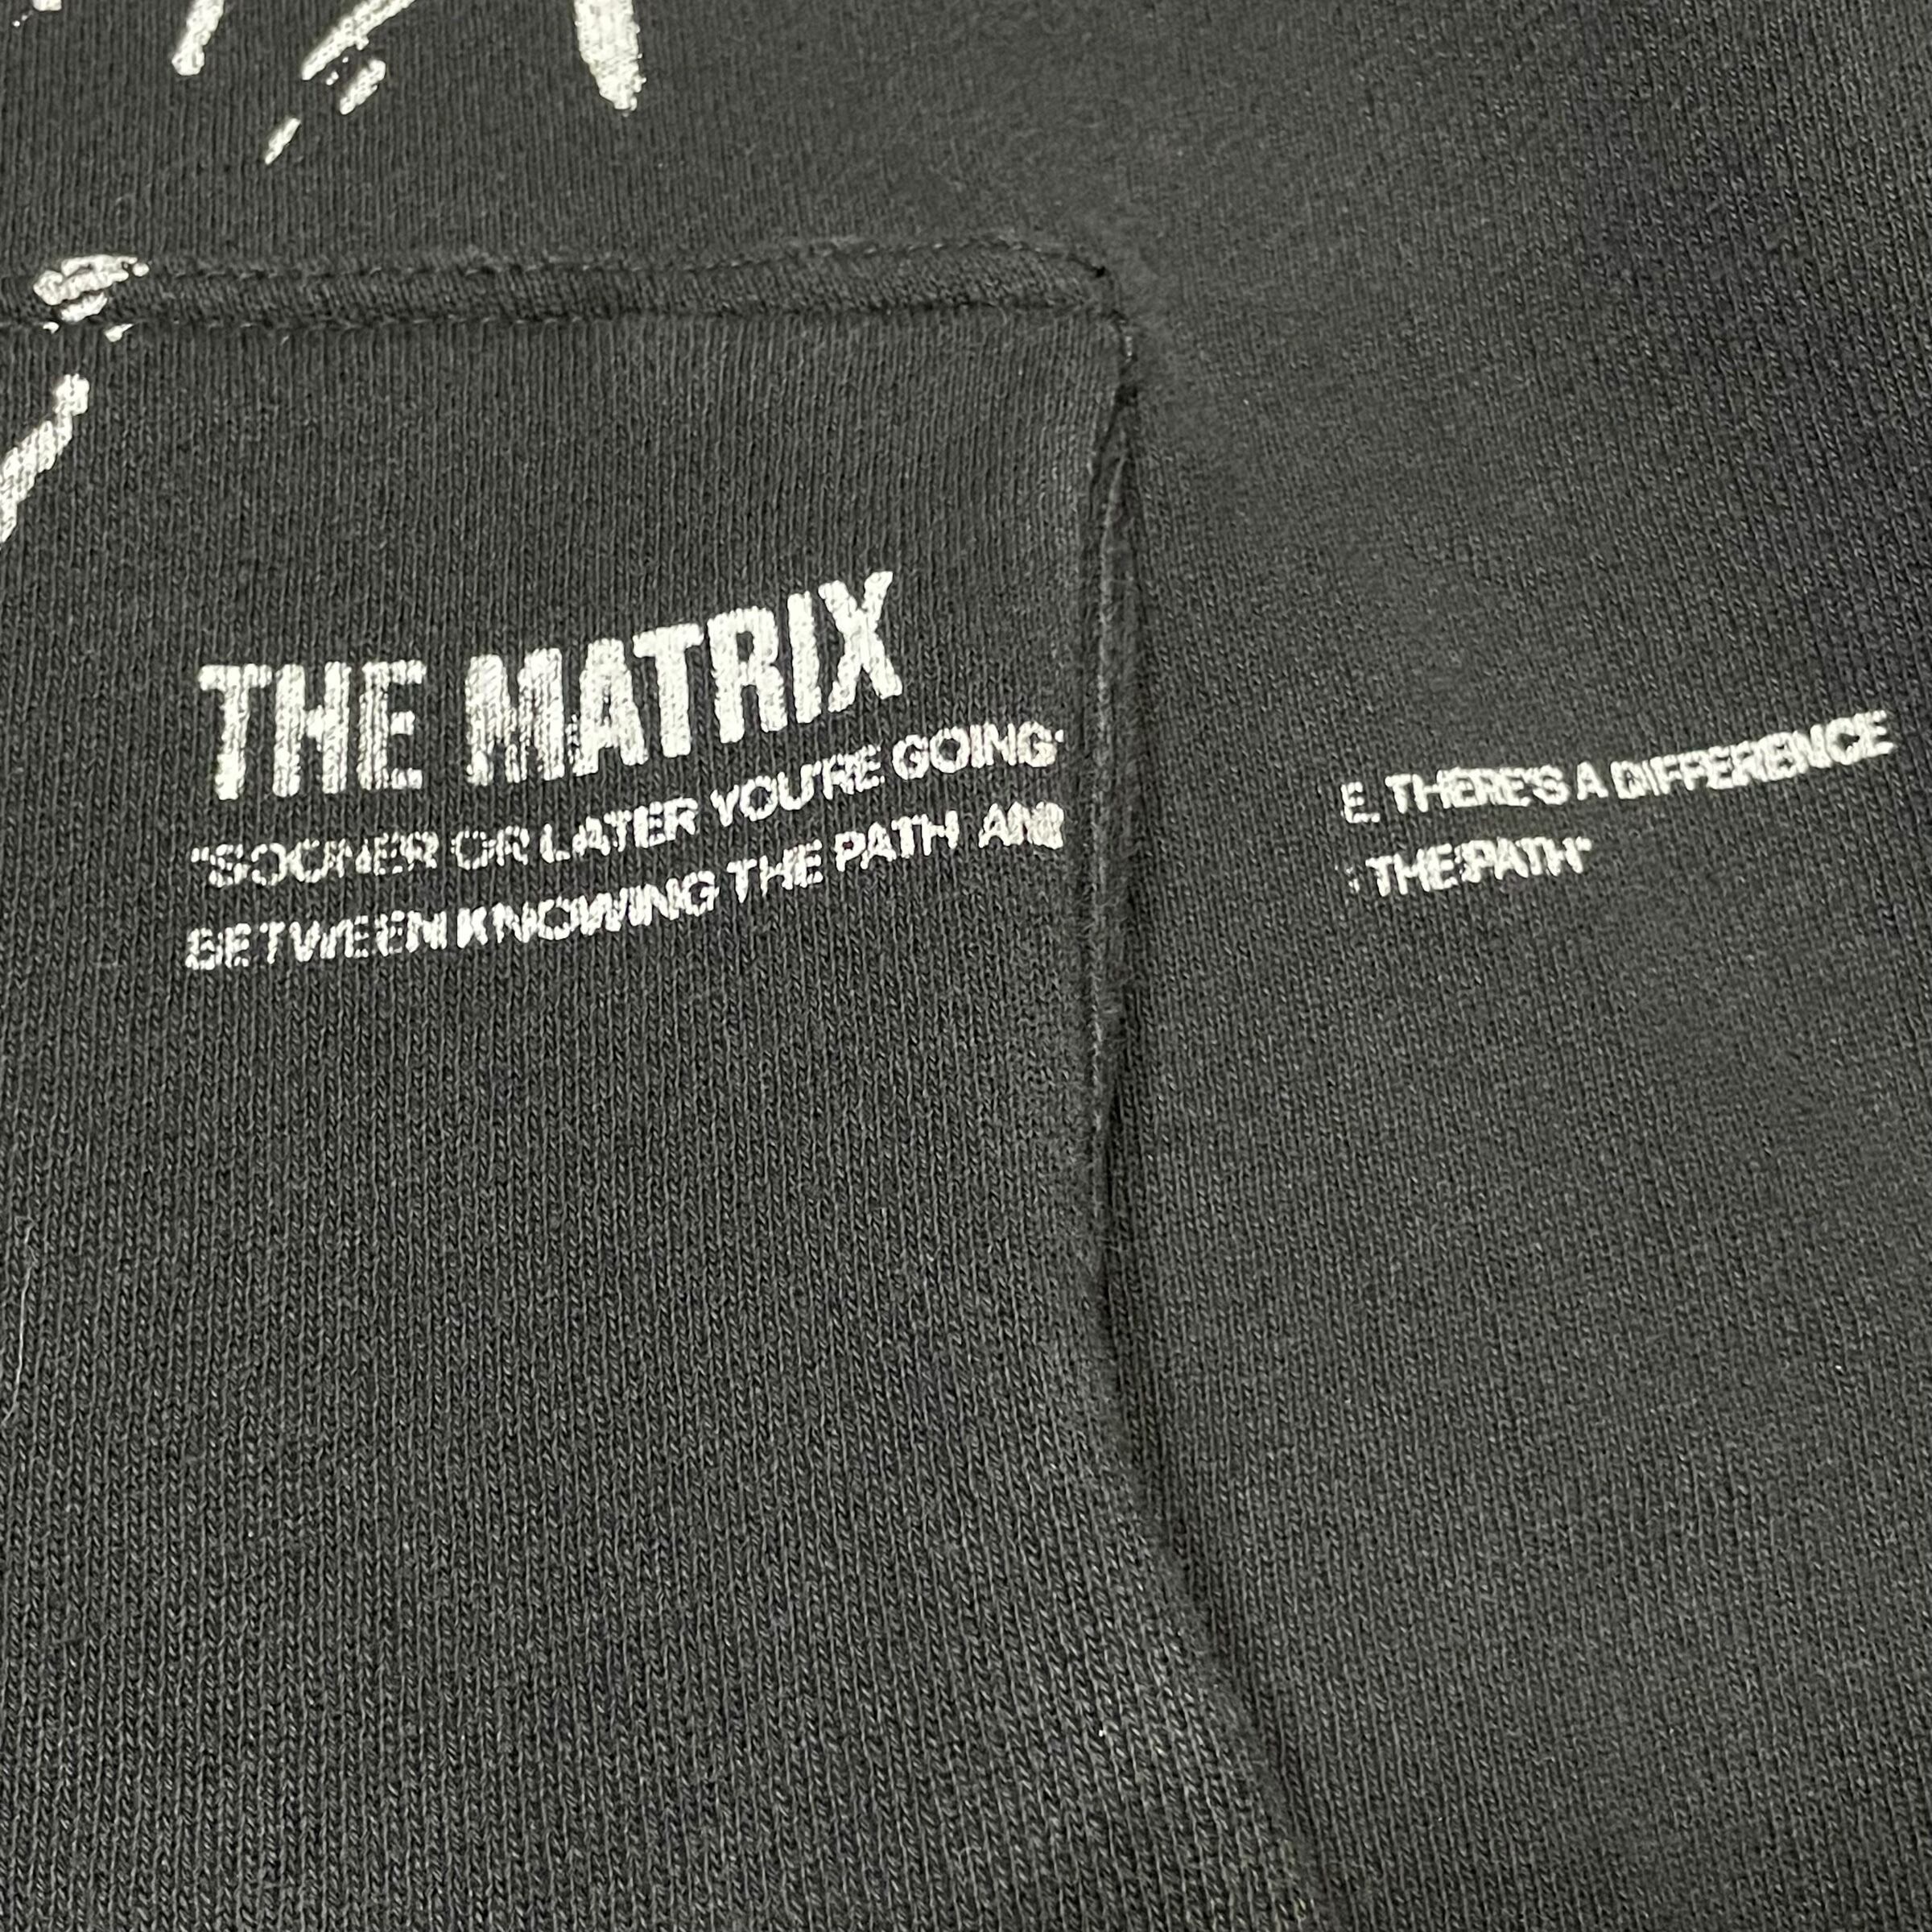 THE MATRIX
"SOONER OR LATER YOU'RE GOING E. THERE'S A DIFFERENCE
BETWEEN KNOWING THE PATH AN THE PATH"